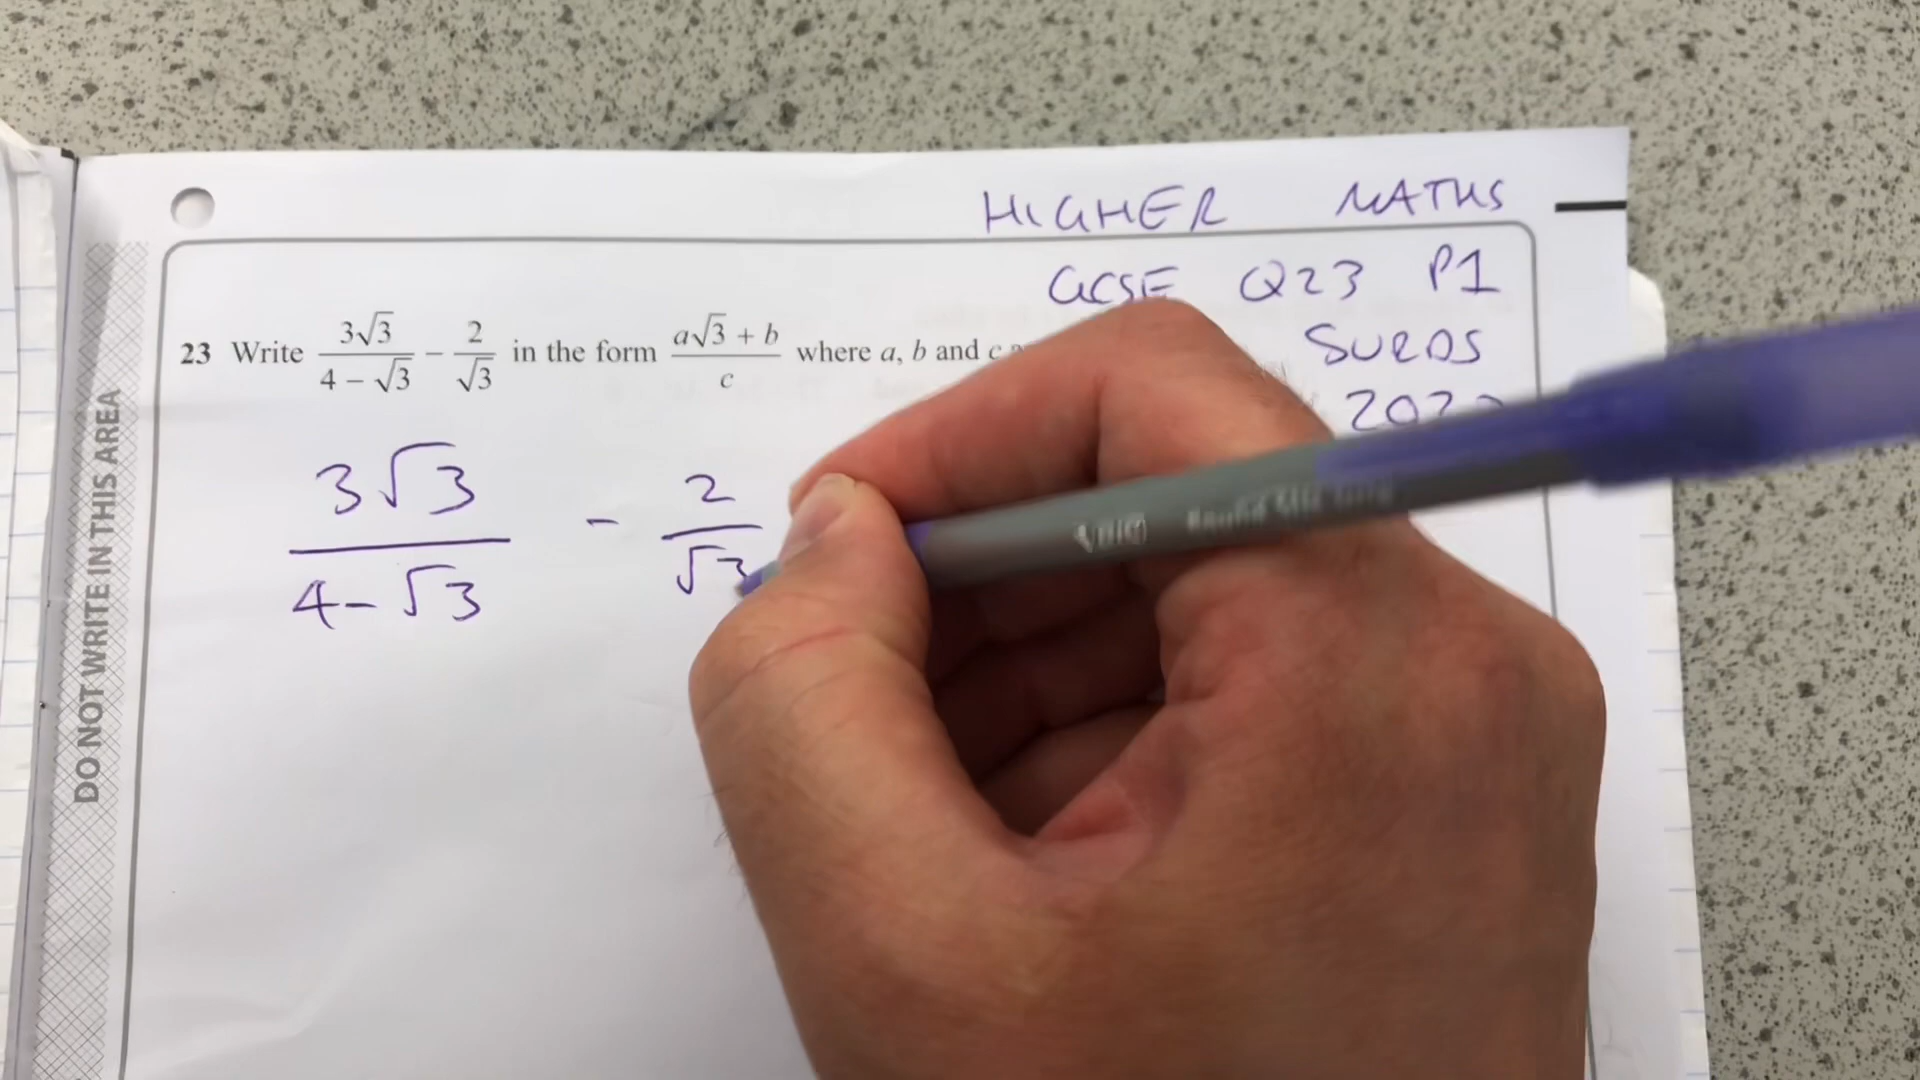 HIGHER MATHS
GCSE Q23 P1
SURDS
23 Write 3√3 / 4 − √3 − 2 / √3 in the form a√3 + b / c where a, b and c
3√3 / 4 − √3 − 2 / √3
DO NOT WRITE IN THIS AREA
BIC